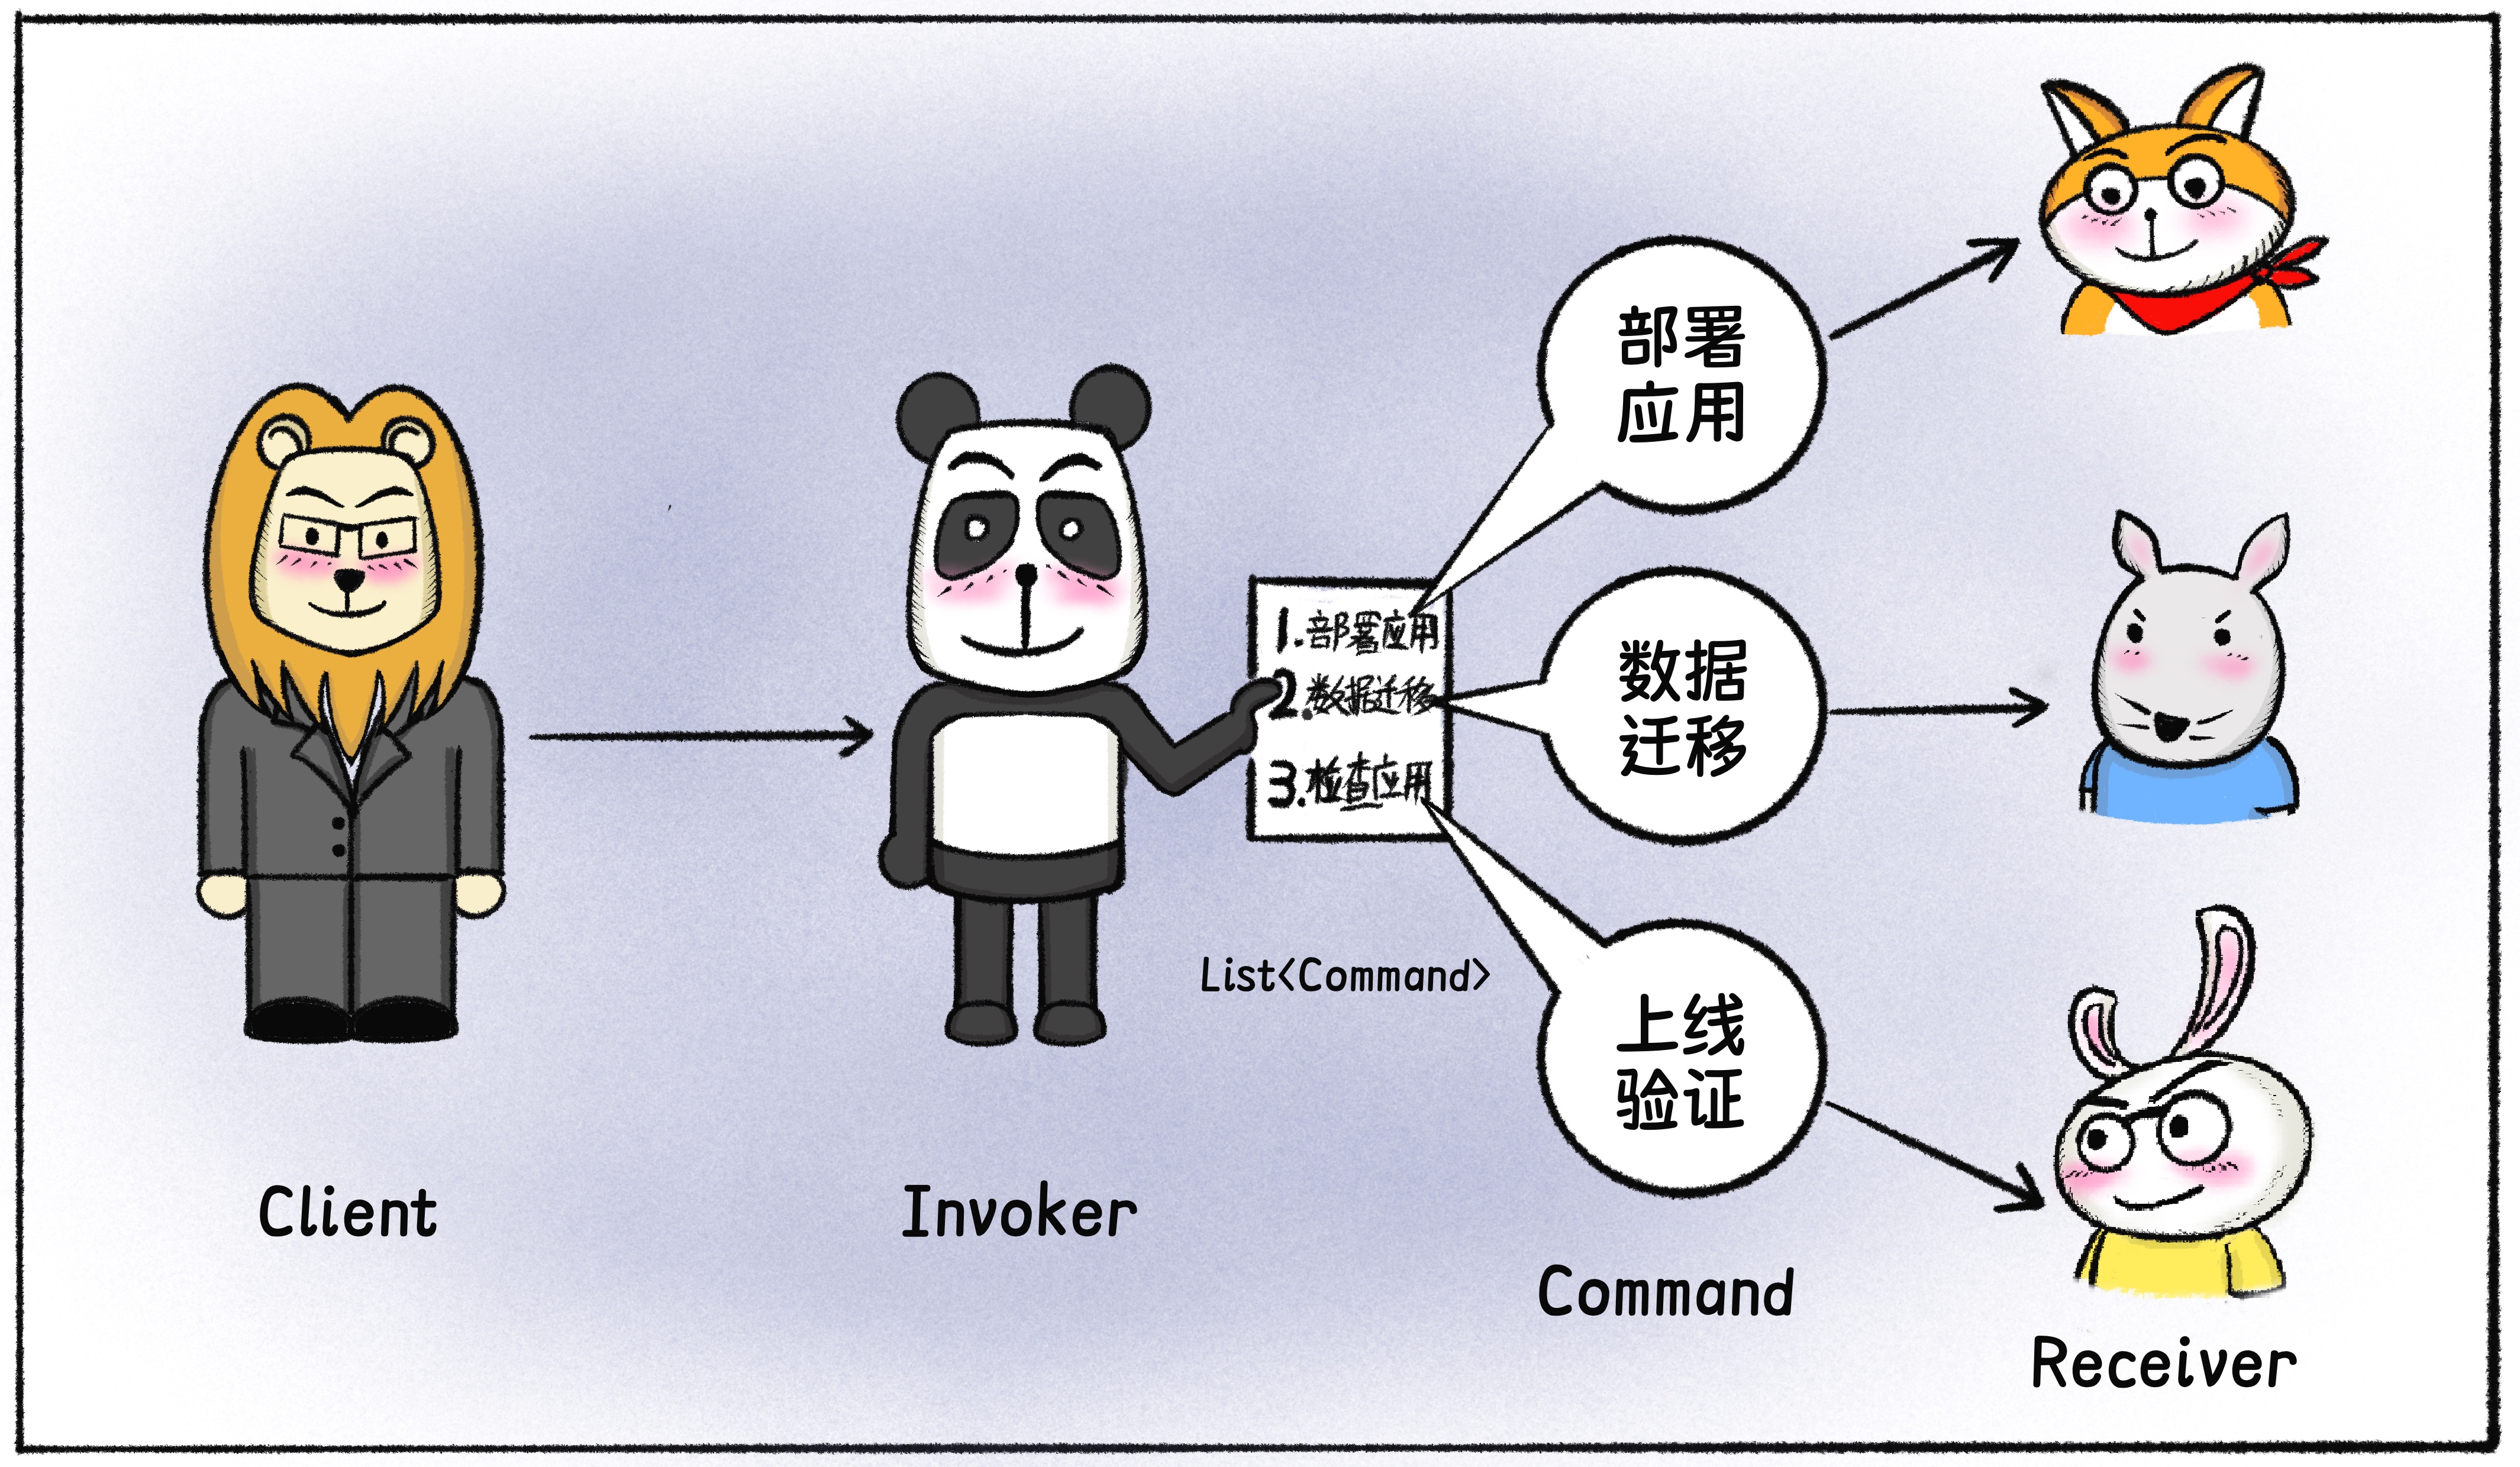 部署
应用
1.部署应用
2.数据迁移
3.检查应用
数据
迁移
List<Command>
上线
验证
Client
Invoker
Command
Receiver